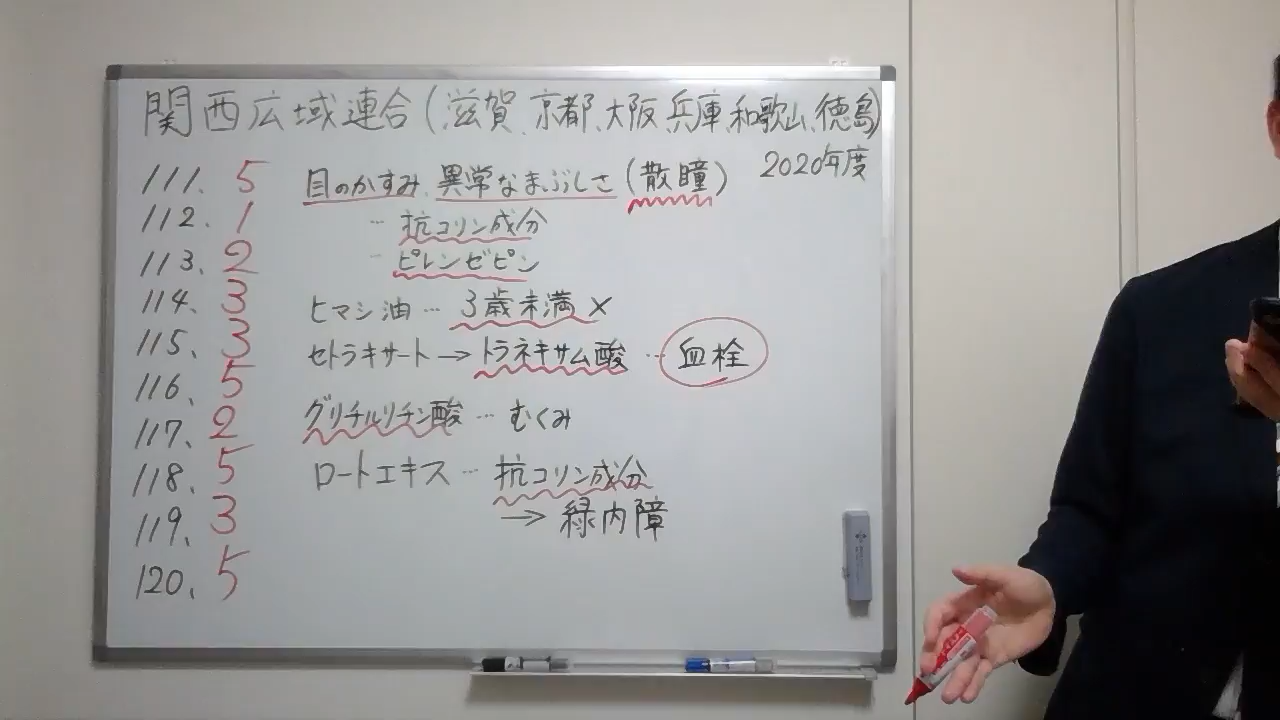 関西広域連合(滋賀、京都、大阪、兵庫、和歌山、徳島)
2020年度
111. 5
112. 1
113. 2
114. 3
115. 3
116. 5
117. 2
118. 5
119. 3
120. 5
目のかすみ、異常なまぶしさ(散瞳)
… 抗コリン成分
… ピレンゼピン
ヒマシ油 … 3歳未満×
セトラキサート→トラネキサム酸 … 血栓
グリチルリチン酸 … むくみ
ロートエキス … 抗コリン成分
→ 緑内障